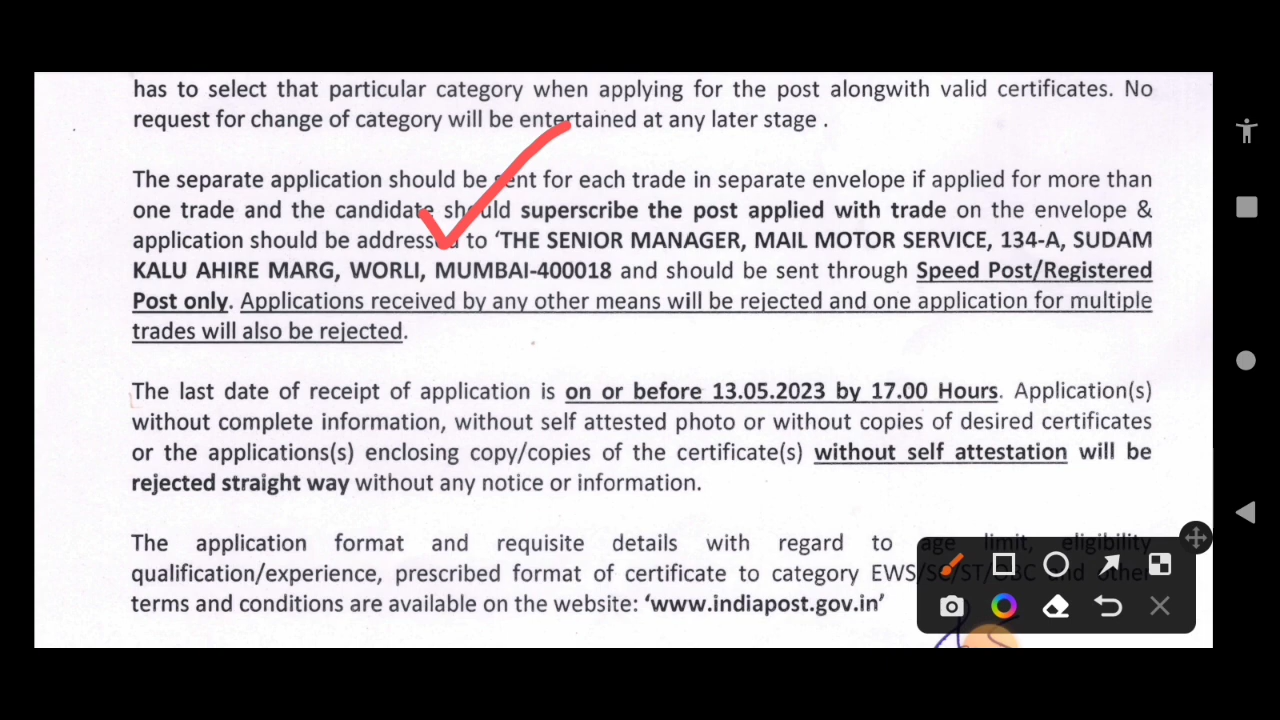 has to select that particular category when applying for the post alongwith valid certificates. No
request for change of category will be entertained at any later stage .
The separate application should be sent for each trade in separate envelope if applied for more than
one trade and the candidate should superscribe the post applied with trade on the envelope &
application should be addressed to ‘THE SENIOR MANAGER, MAIL MOTOR SERVICE, 134-A, SUDAM
KALU AHIRE MARG, WORLI, MUMBAI-400018 and should be sent through Speed Post/Registered
Post only. Applications received by any other means will be rejected and one application for multiple
trades will also be rejected.
The last date of receipt of application is on or before 13.05.2023 by 17.00 Hours. Application(s)
without complete information, without self attested photo or without copies of desired certificates
or the applications(s) enclosing copy/copies of the certificate(s) without self attestation will be
rejected straight way without any notice or information.
The application format and requisite details with regard to age limit, eligibility
qualification/experience, prescribed format of certificate to category EWS/SC/ST/OBC and other
terms and conditions are available on the website: ‘www.indiapost.gov.in’